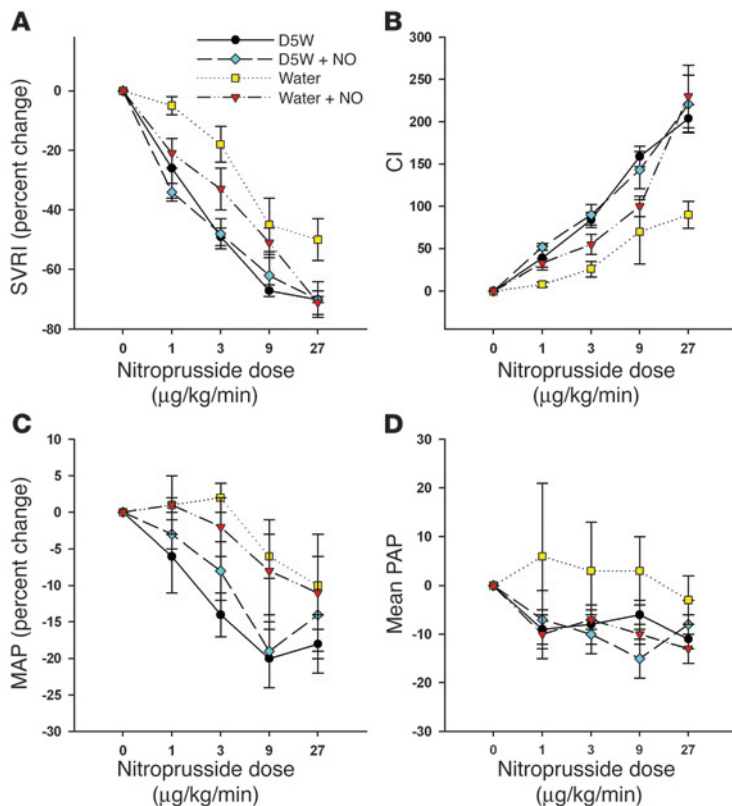 A
D5W
D5W + NO
Water
Water + NO
SVRI (percent change)
0
-20
-40
-60
-80
0 1 3 9 27
Nitroprusside dose
(μg/kg/min)
B
CI
300
250
200
150
100
50
0
0 1 3 9 27
Nitroprusside dose
(μg/kg/min)
C
MAP (percent change)
10
5
0
-5
-10
-15
-20
-25
-30
0 1 3 9 27
Nitroprusside dose
(μg/kg/min)
D
Mean PAP
30
20
10
0
-10
-20
-30
0 1 3 9 27
Nitroprusside dose
(μg/kg/min)